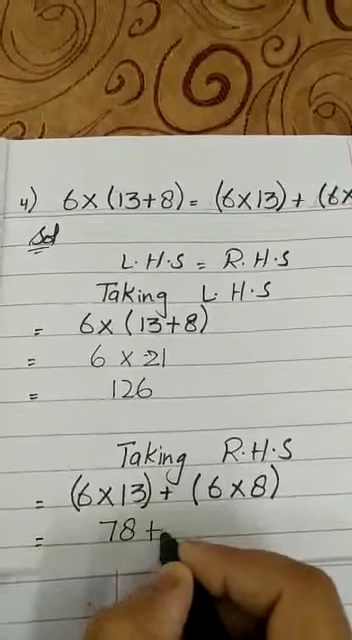 4) 6×(13+8) = (6×13) + (6×
Sol
L.H.S = R.H.S
Taking L.H.S
= 6×(13+8)
= 6 × 21
= 126
Taking R.H.S
= (6×13) + (6×8)
= 78 +